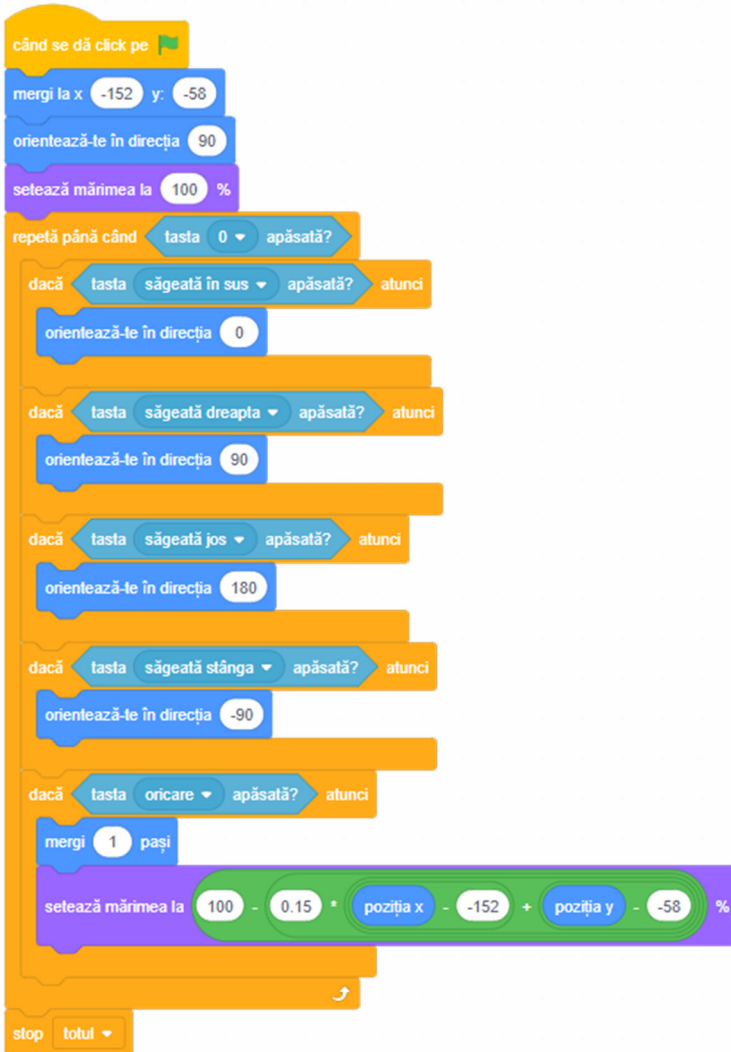 când se dă click pe
mergi la x -152 y: -58
orientează-te în direcția 90
setează mărimea la 100 %
repetă până când tasta 0 apăsată?
dacă tasta săgeată în sus apăsată? atunci
orientează-te în direcția 0
dacă tasta săgeată dreapta apăsată? atunci
orientează-te în direcția 90
dacă tasta săgeată jos apăsată? atunci
orientează-te în direcția 180
dacă tasta săgeată stânga apăsată? atunci
orientează-te în direcția -90
dacă tasta oricare apăsată? atunci
mergi 1 pași
setează mărimea la 100 - 0.15 * poziția x - -152 + poziția y - -58 %
stop totul